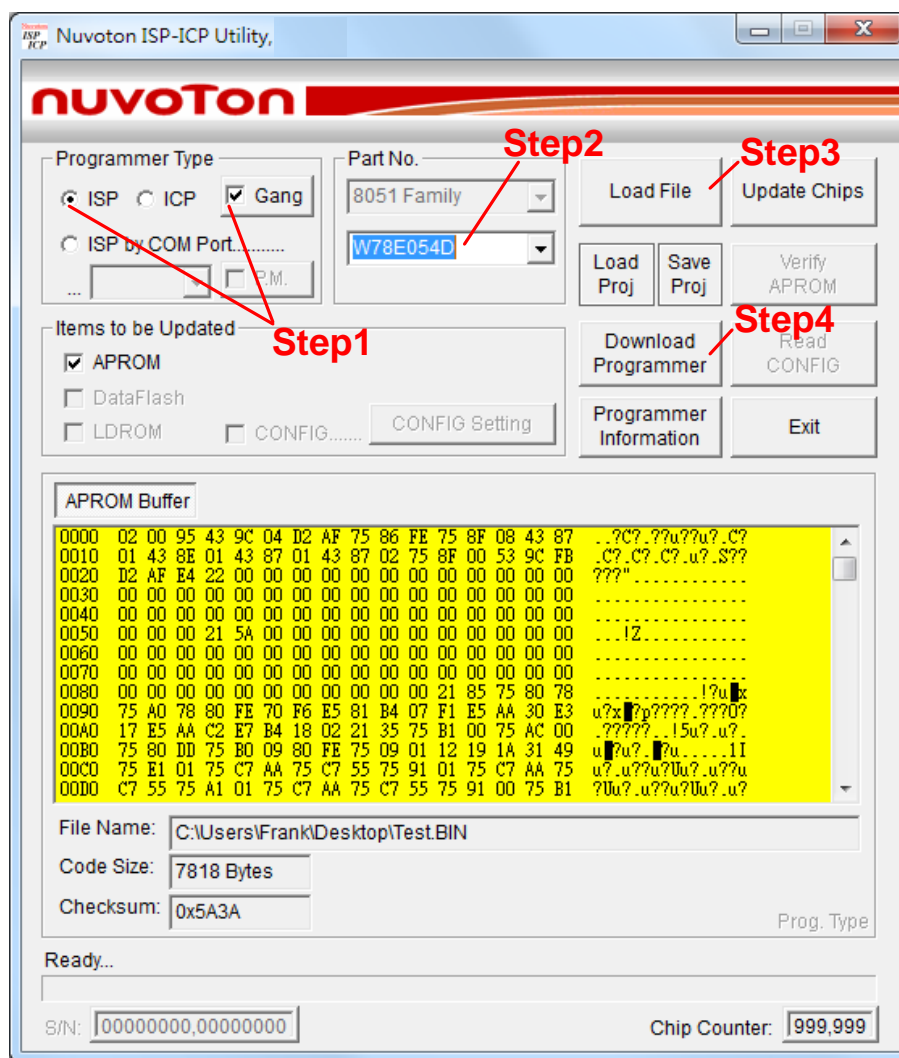 Nuvoton
ISP
ICP
Nuvoton ISP-ICP Utility,
nuvoTon
Programmer Type
ISP
ICP
Gang
ISP by COM Port...........
...
P.M.
Step1
Part No.
8051 Family
W78E054D
Step2
Load File
Step3
Update Chips
Load Proj
Save Proj
Verify APROM
Download Programmer
Step4
Read CONFIG
Programmer Information
Exit
Items to be Updated
APROM
DataFlash
LDROM
CONFIG.......
CONFIG Setting
APROM Buffer
0000 02 00 95 43 9C 04 D2 AF 75 86 FE 75 8F 08 43 87 ..?C?.??u??u?.C?
0010 01 43 8E 01 43 87 01 43 87 02 75 8F 00 53 9C FB .C?.C?.C?.u?.S??
0020 D2 AF E4 22 00 00 00 00 00 00 00 00 00 00 00 00 ???"............
0030 00 00 00 00 00 00 00 00 00 00 00 00 00 00 00 00 ................
0040 00 00 00 00 00 00 00 00 00 00 00 00 00 00 00 00 ................
0050 00 00 00 21 5A 00 00 00 00 00 00 00 00 00 00 00 ...!Z...........
0060 00 00 00 00 00 00 00 00 00 00 00 00 00 00 00 00 ................
0070 00 00 00 00 00 00 00 00 00 00 00 00 00 00 00 00 ................
0080 00 00 00 00 00 00 00 00 00 00 00 21 85 75 80 78 ...........!?u█x
0090 75 A0 78 80 FE 70 F6 E5 81 B4 07 F1 E5 AA 30 E3 u?x█?p????.???0?
00A0 17 E5 AA C2 E7 B4 18 02 21 35 75 B1 00 75 AC 00 .?????..!5u?.u?.
00B0 75 80 DD 75 B0 09 80 FE 75 09 01 12 19 1A 31 49 u█?u?.█?u.....1I
00C0 75 E1 01 75 C7 AA 75 C7 55 75 91 01 75 C7 AA 75 u?.u??u?Uu?.u??u
00D0 C7 55 75 A1 01 75 C7 AA 75 C7 55 75 91 00 75 B1 ?Uu?.u??u?Uu?.u?
File Name: C:\Users\Frank\Desktop\Test.BIN
Code Size: 7818 Bytes
Checksum: 0x5A3A
Prog. Type
Ready...
S/N: 00000000,00000000
Chip Counter: 999,999